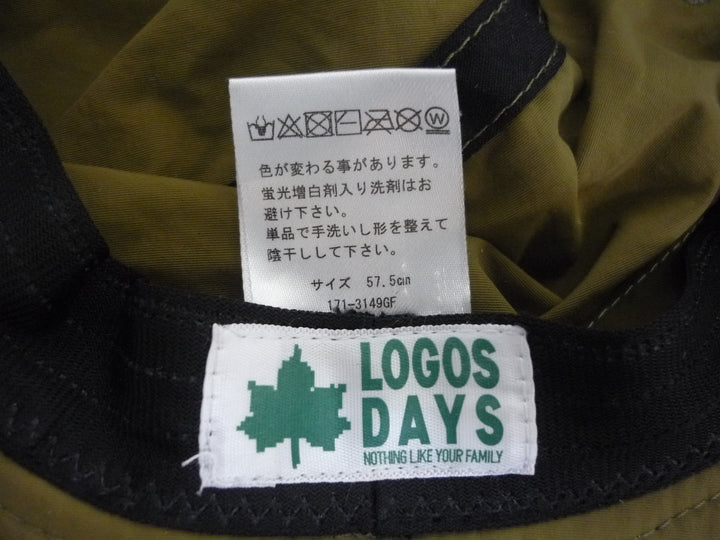 W
色が変わる事があります。
蛍光増白剤入り洗剤はお
避け下さい。
単品で手洗いし形を整えて
陰干しして下さい。
サイズ 57.5cm
171-3149GF
LOGOS
DAYS
NOTHING LIKE YOUR FAMILY